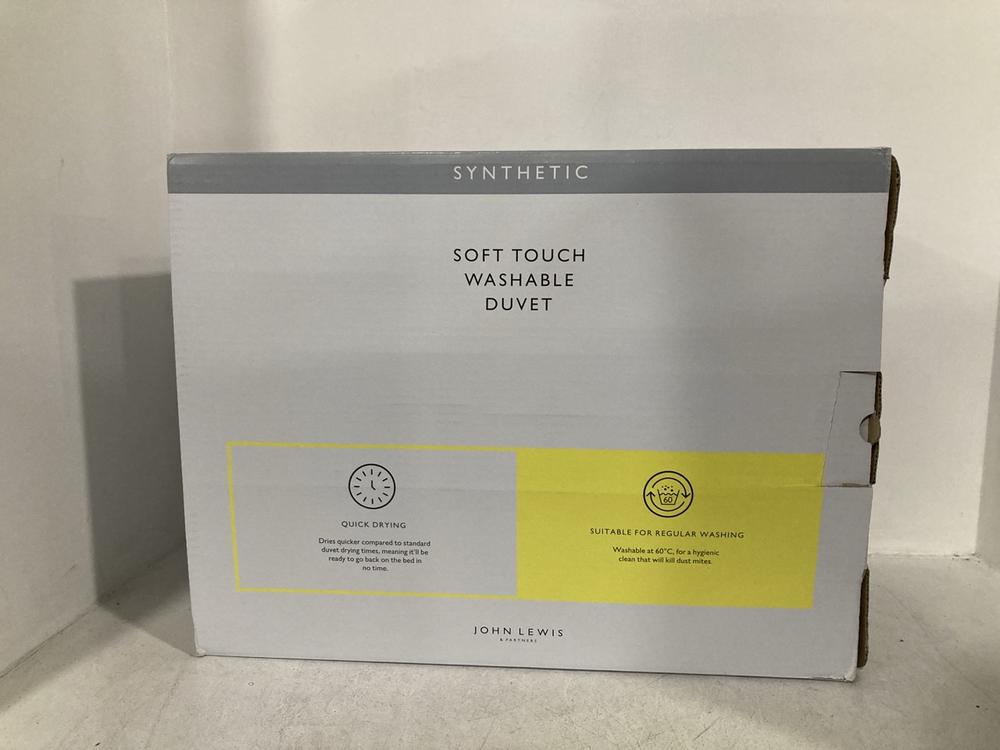 SYNTHETIC
SOFT TOUCH
WASHABLE
DUVET
QUICK DRYING
Dries quicker compared to standard
duvet drying times, meaning it'll be
ready to go back on the bed in
no time.
60
SUITABLE FOR REGULAR WASHING
Washable at 60°C, for a hygienic
clean that will kill dust mites.
JOHN LEWIS
& PARTNERS